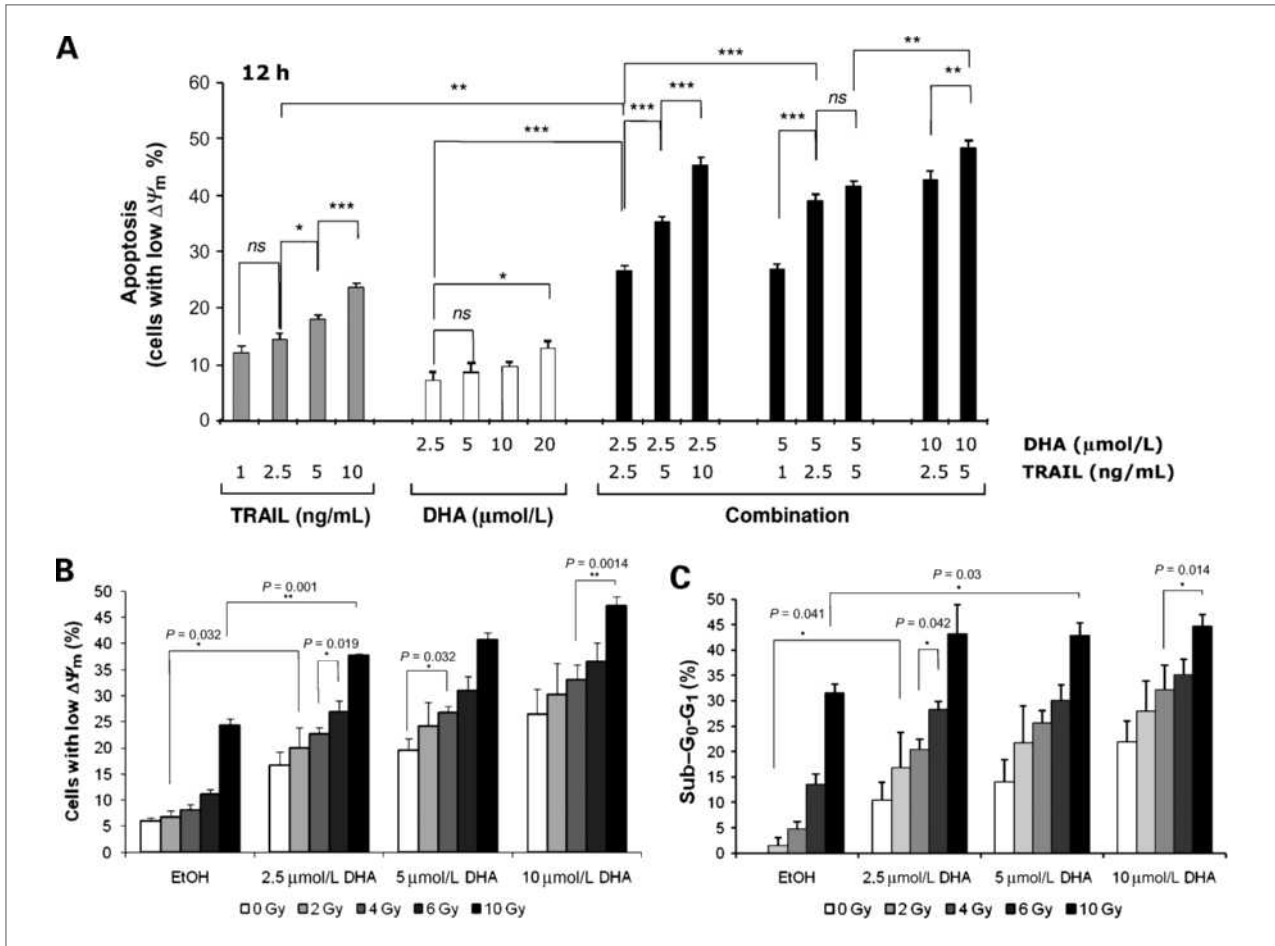 A
12 h
60
50
40
30
20
10
0
Apoptosis
(cells with low ΔΨm %)
ns
*
***
ns
*
***
**
***
***
***
***
ns
**
**
2.5 5 10 20 2.5 2.5 2.5 5 5 5 10 10 DHA (μmol/L)
1 2.5 5 10 2.5 5 10 1 2.5 5 2.5 5 TRAIL (ng/mL)
TRAIL (ng/mL) DHA (μmol/L) Combination
B
50
45
40
35
30
25
20
15
10
5
0
Cells with low ΔΨm (%)
P = 0.032
*
P = 0.001
**
P = 0.019
*
P = 0.032
*
P = 0.0014
**
EtOH 2.5 μmol/L DHA 5 μmol/L DHA 10 μmol/L DHA
0 Gy 2 Gy 4 Gy 6 Gy 10 Gy
C
50
45
40
35
30
25
20
15
10
5
0
Sub–G0-G1 (%)
P = 0.041
*
P = 0.042
*
P = 0.03
*
P = 0.014
*
EtOH 2.5 μmol/L DHA 5 μmol/L DHA 10 μmol/L DHA
0 Gy 2 Gy 4 Gy 6 Gy 10 Gy